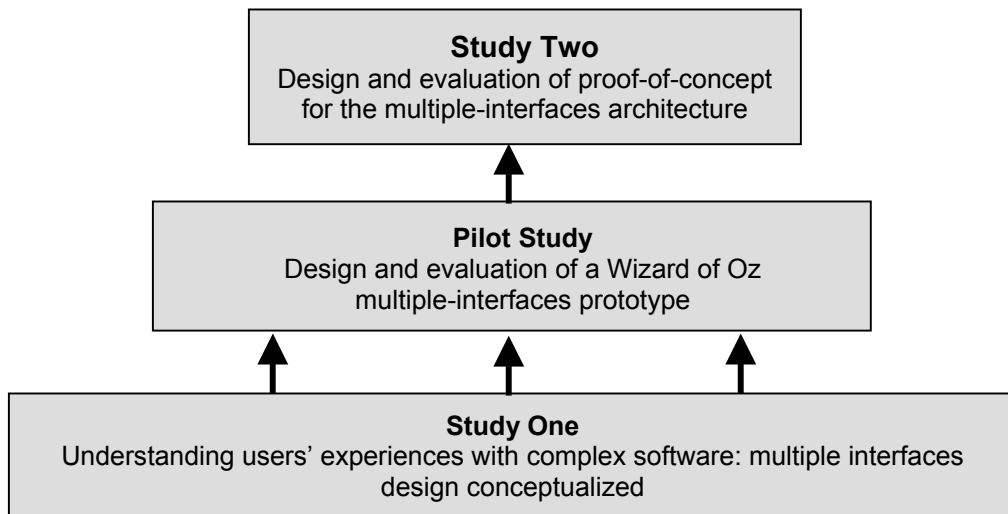 Study Two
Design and evaluation of proof-of-concept
for the multiple-interfaces architecture
Pilot Study
Design and evaluation of a Wizard of Oz
multiple-interfaces prototype
Study One
Understanding users’ experiences with complex software: multiple interfaces
design conceptualized